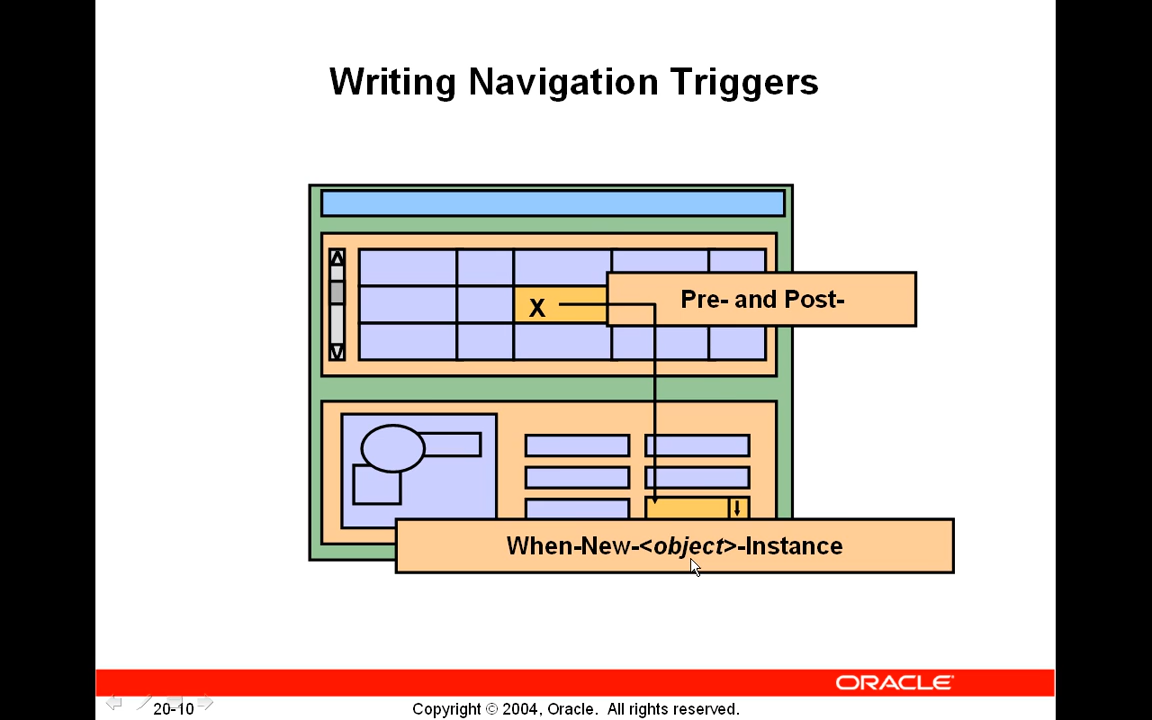 Writing Navigation Triggers
X
Pre- and Post-
When-New-<object>-Instance
ORACLE
20-10
Copyright © 2004, Oracle. All rights reserved.